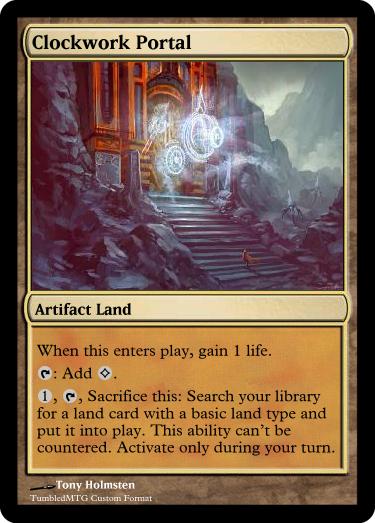 Clockwork Portal
Artifact Land
When this enters play, gain 1 life.
: Add .
1, , Sacrifice this: Search your library
for a land card with a basic land type and
put it into play. This ability can't be
countered. Activate only during your turn.
Tony Holmsten
TumbledMTG Custom Format